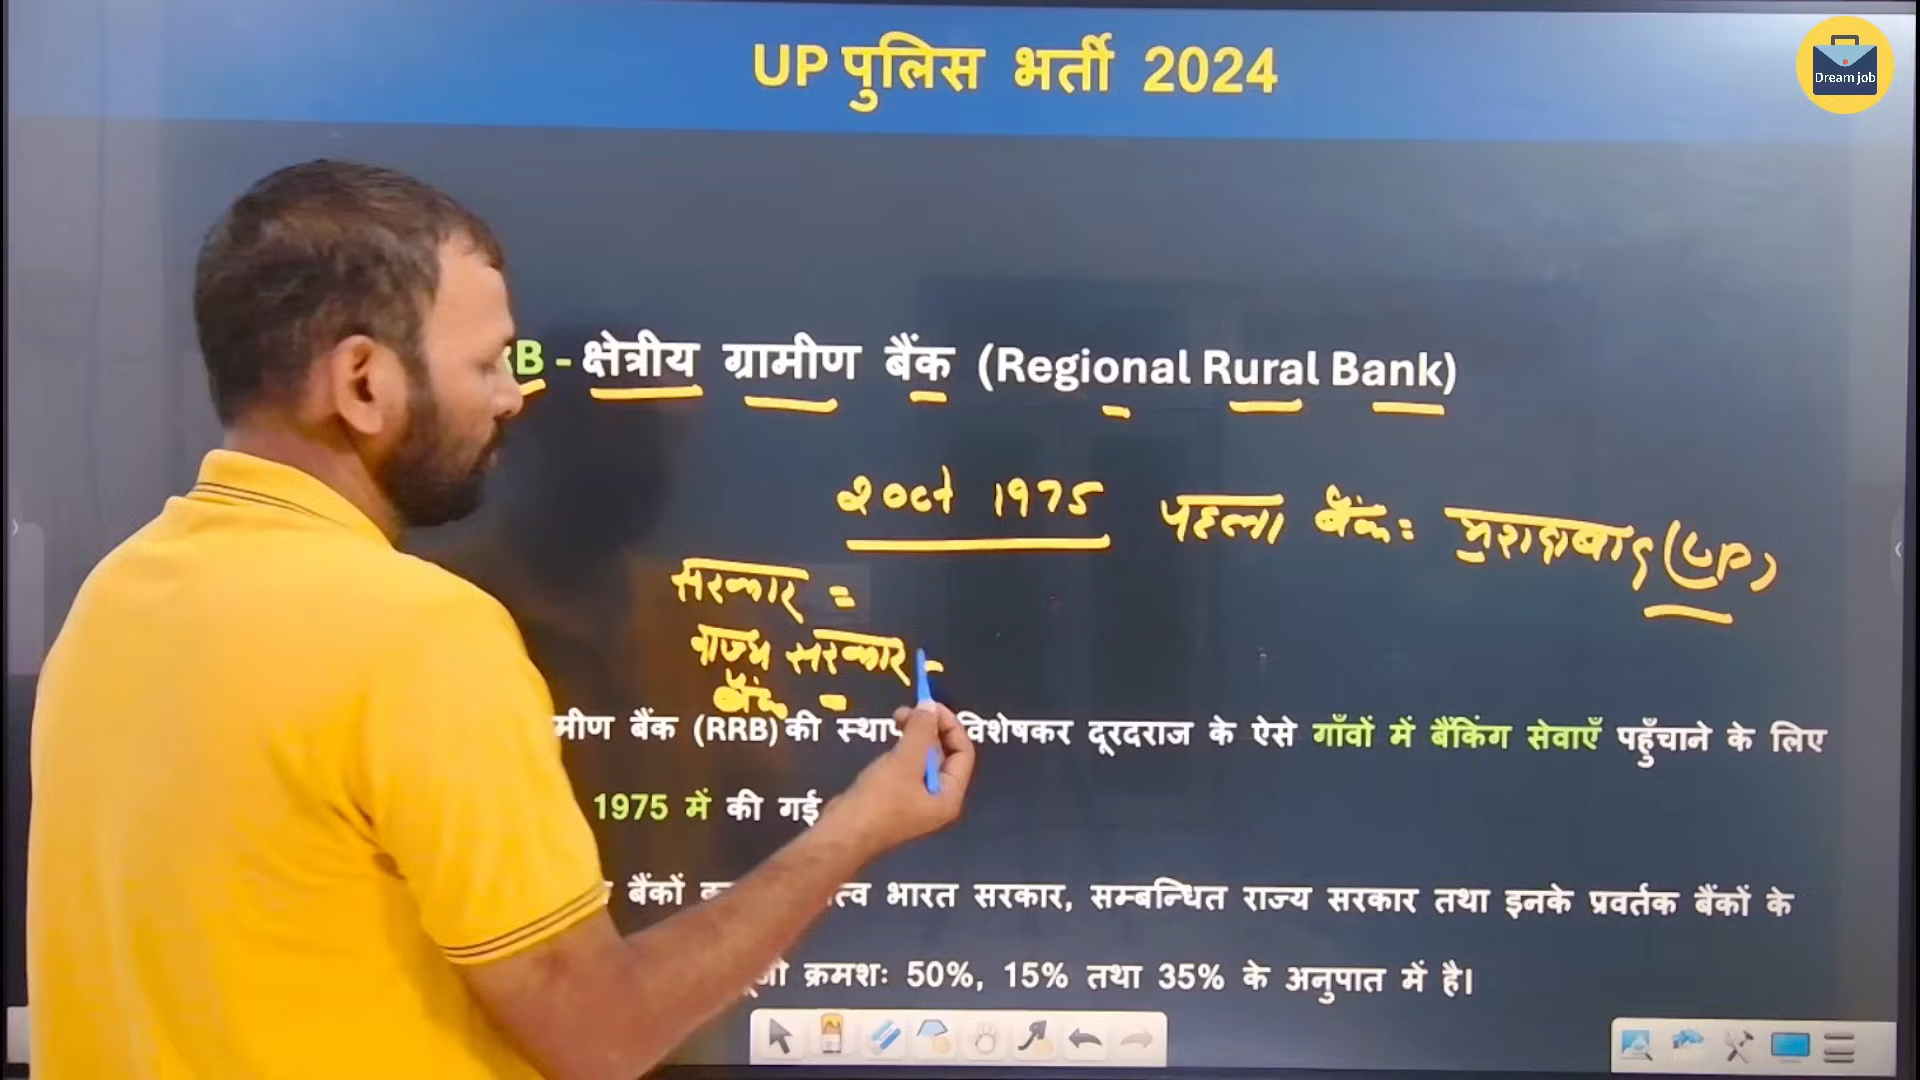 UP पुलिस भर्ती 2024
Dream job
B - क्षेत्रीय ग्रामीण बैंक (Regional Rural Bank)
2 oct 1975 पहला बैंक: मुरादाबाद (UP)
सरकार =
राज्य सरकार -
बैंक =
बैंक (RRB) की विशेषकर दूरदराज के ऐसे गाँवों में बैंकिंग सेवाएँ पहुँचाने के लिए
1975 में की गई
बैंकों भारत सरकार, सम्बन्धित राज्य सरकार तथा इनके प्रवर्तक बैंकों के
क्रमशः 50%, 15% तथा 35% के अनुपात में है।